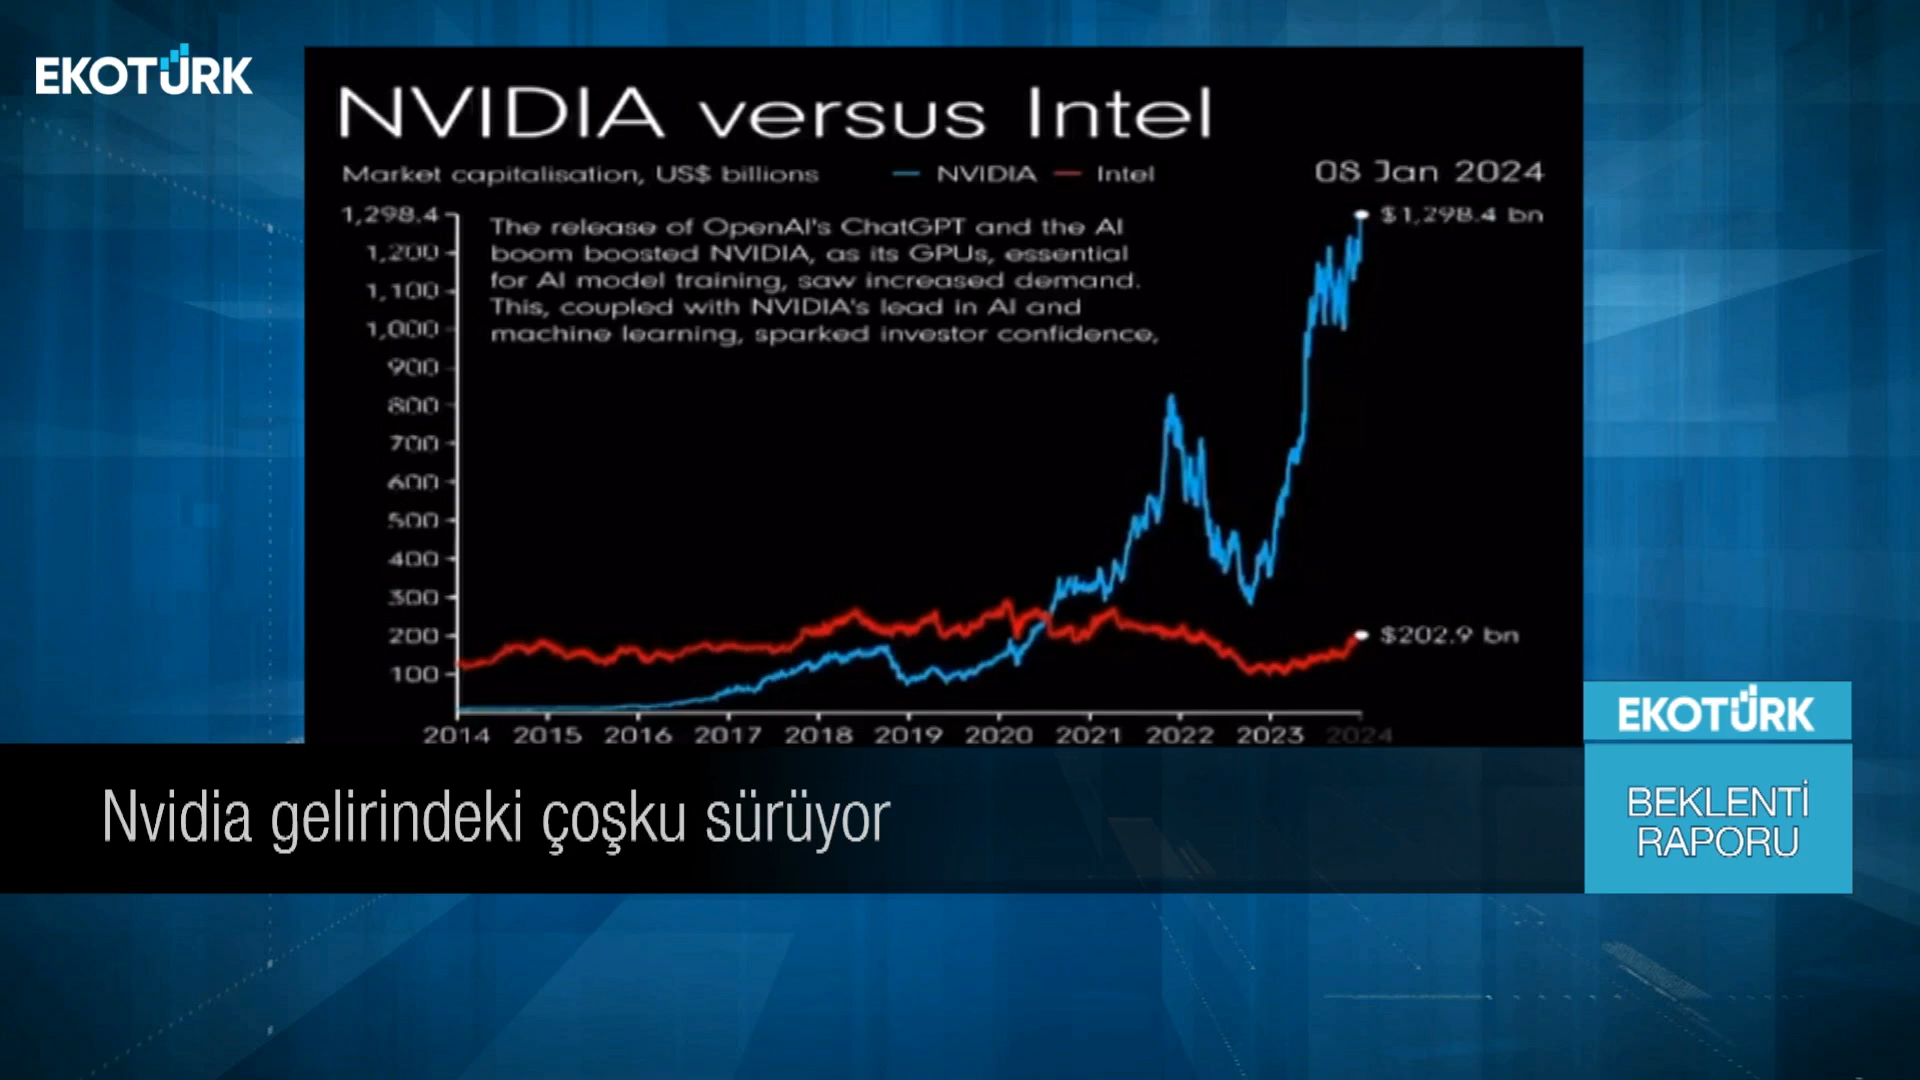 EKOTÜRK
NVIDIA versus Intel
Market capitalisation, US$ billions
NVIDIA
Intel
08 Jan 2024
1,298.4
1,200
1,100
1,000
900
800
700
600
500
400
300
200
100
The release of OpenAI's ChatGPT and the AI
boom boosted NVIDIA, as its GPUs, essential
for AI model training, saw increased demand.
This, coupled with NVIDIA's lead in AI and
machine learning, sparked investor confidence,
$1,298.4 bn
$202.9 bn
2014 2015 2016 2017 2018 2019 2020 2021 2022 2023 2024
EKOTÜRK
Nvidia gelirindeki çoşku sürüyor
BEKLENTİ
RAPORU